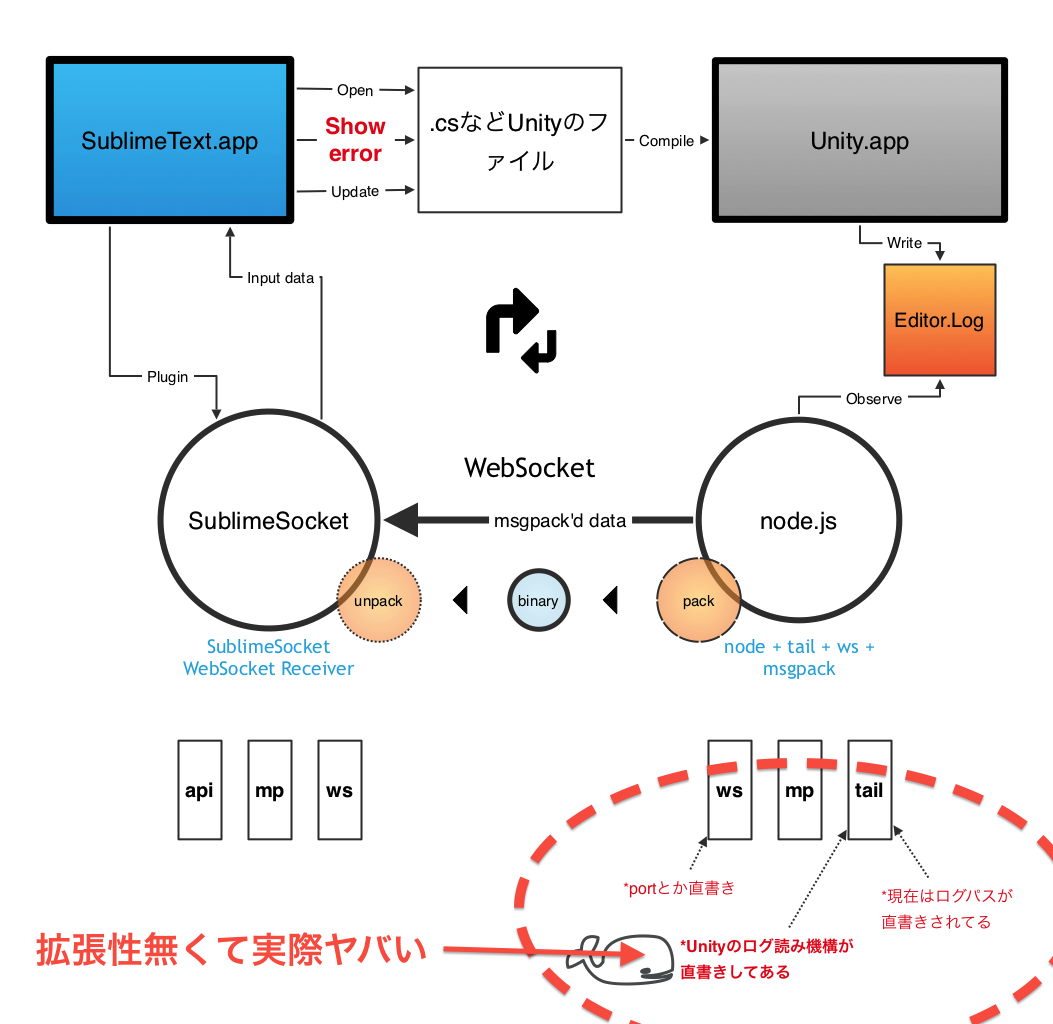 SublimeText.app
Open
Show
error
Update
.csなどUnityのフ
ァイル
Compile
Unity.app
Write
Editor.Log
Input data
Plugin
Observe
WebSocket
SublimeSocket
msgpack'd data
node.js
unpack
binary
pack
SublimeSocket
WebSocket Receiver
node + tail + ws +
msgpack
api
mp
ws
ws
mp
tail
*portとか直書き
*現在はログパスが
直書きされてる
*Unityのログ読み機構が
直書きしてある
拡張性無くて実際ヤバい